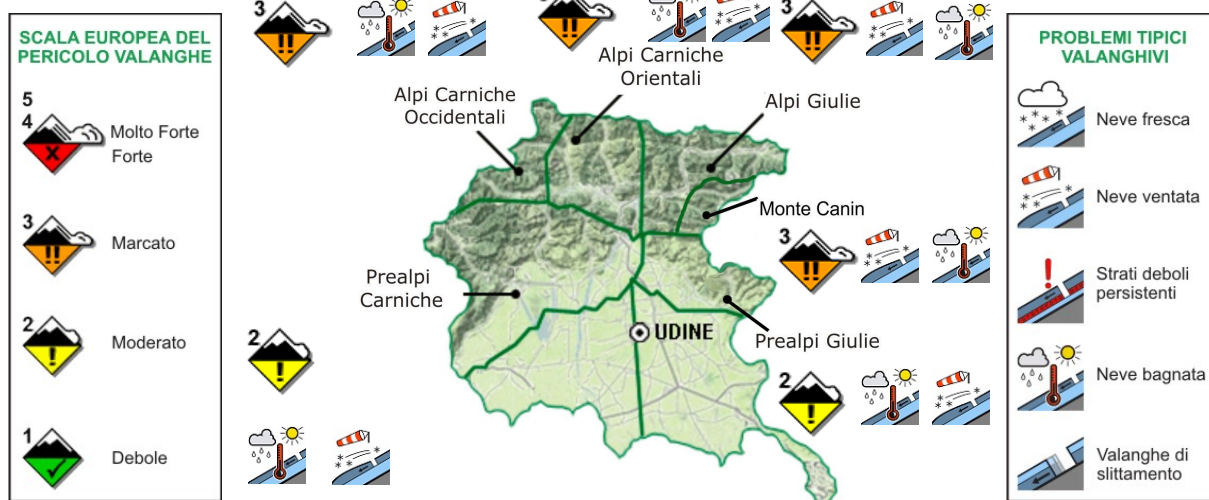 SCALA EUROPEA DEL
PERICOLO VALANGHE
5
4
Molto Forte
Forte
3
Marcato
2
Moderato
1
Debole
3
3
3
Alpi Carniche
Orientali
Alpi Carniche
Occidentali
Alpi Giulie
Monte Canin
3
Prealpi
Carniche
2
UDINE
Prealpi Giulie
2
PROBLEMI TIPICI
VALANGHIVI
Neve fresca
Neve ventata
Strati deboli
persistenti
Neve bagnata
Valanghe di
slittamento